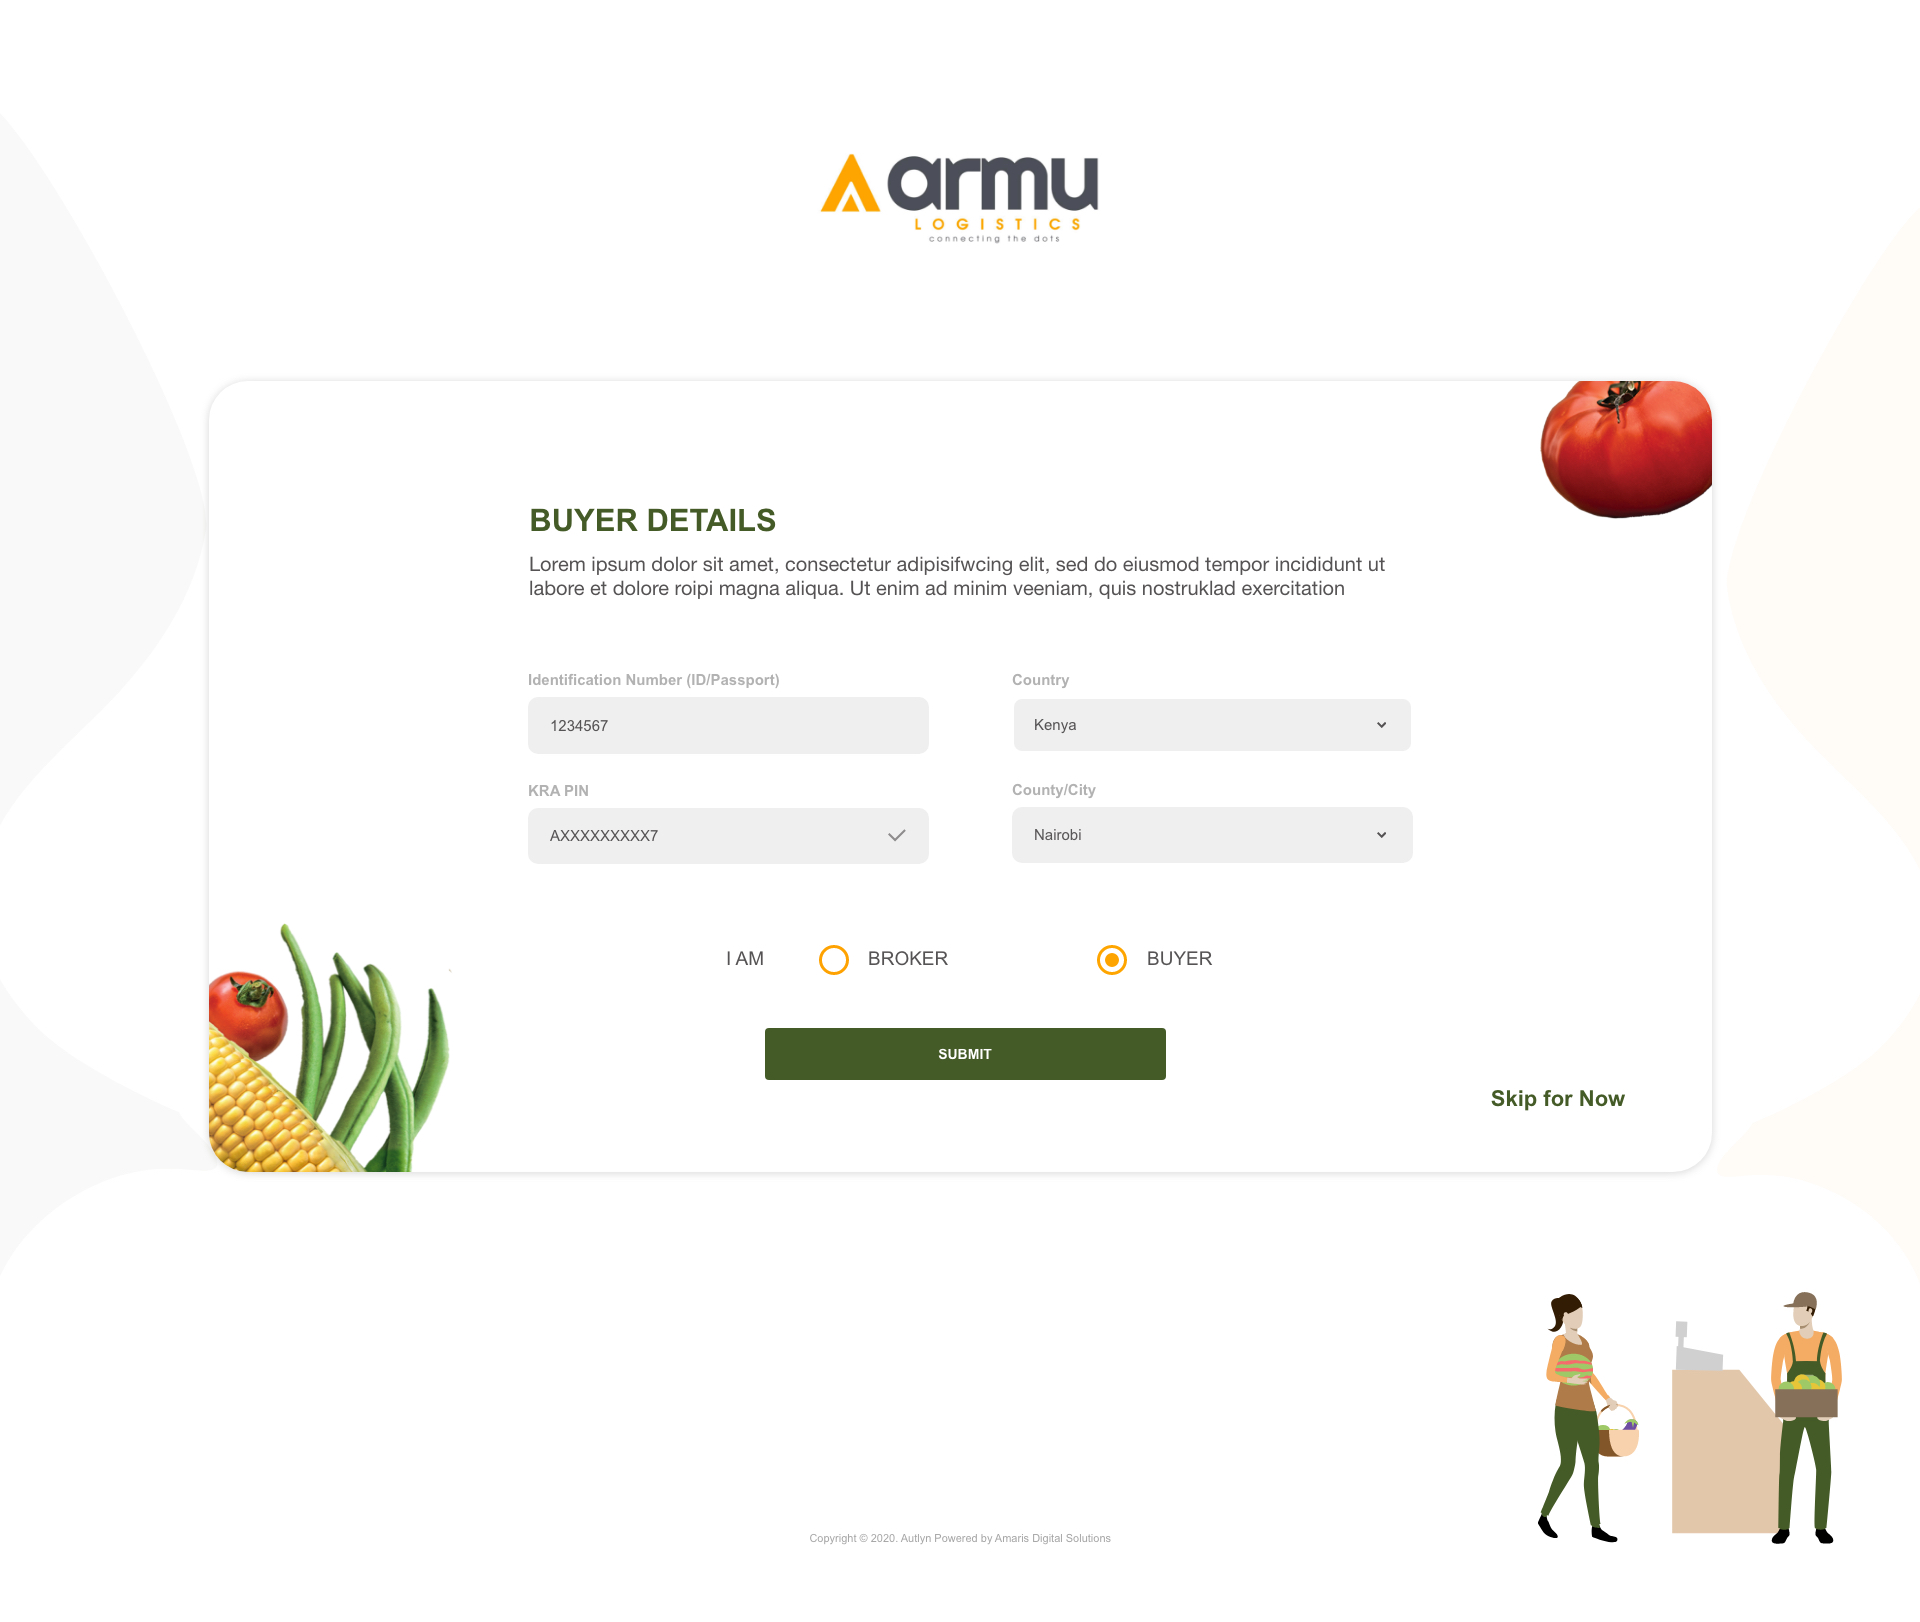 armu
LOGISTICS
connecting the dots
BUYER DETAILS
Lorem ipsum dolor sit amet, consectetur adipisifwcing elit, sed do eiusmod tempor incididunt ut
labore et dolore roipi magna aliqua. Ut enim ad minim veeniam, quis nostruklad exercitation
Identification Number (ID/Passport)
Country
1234567
Kenya
KRA PIN
County/City
AXXXXXXXXXX7
Nairobi
I AM
BROKER
BUYER
SUBMIT
Skip for Now
Copyright © 2020. Autlyn Powered by Amaris Digital Solutions